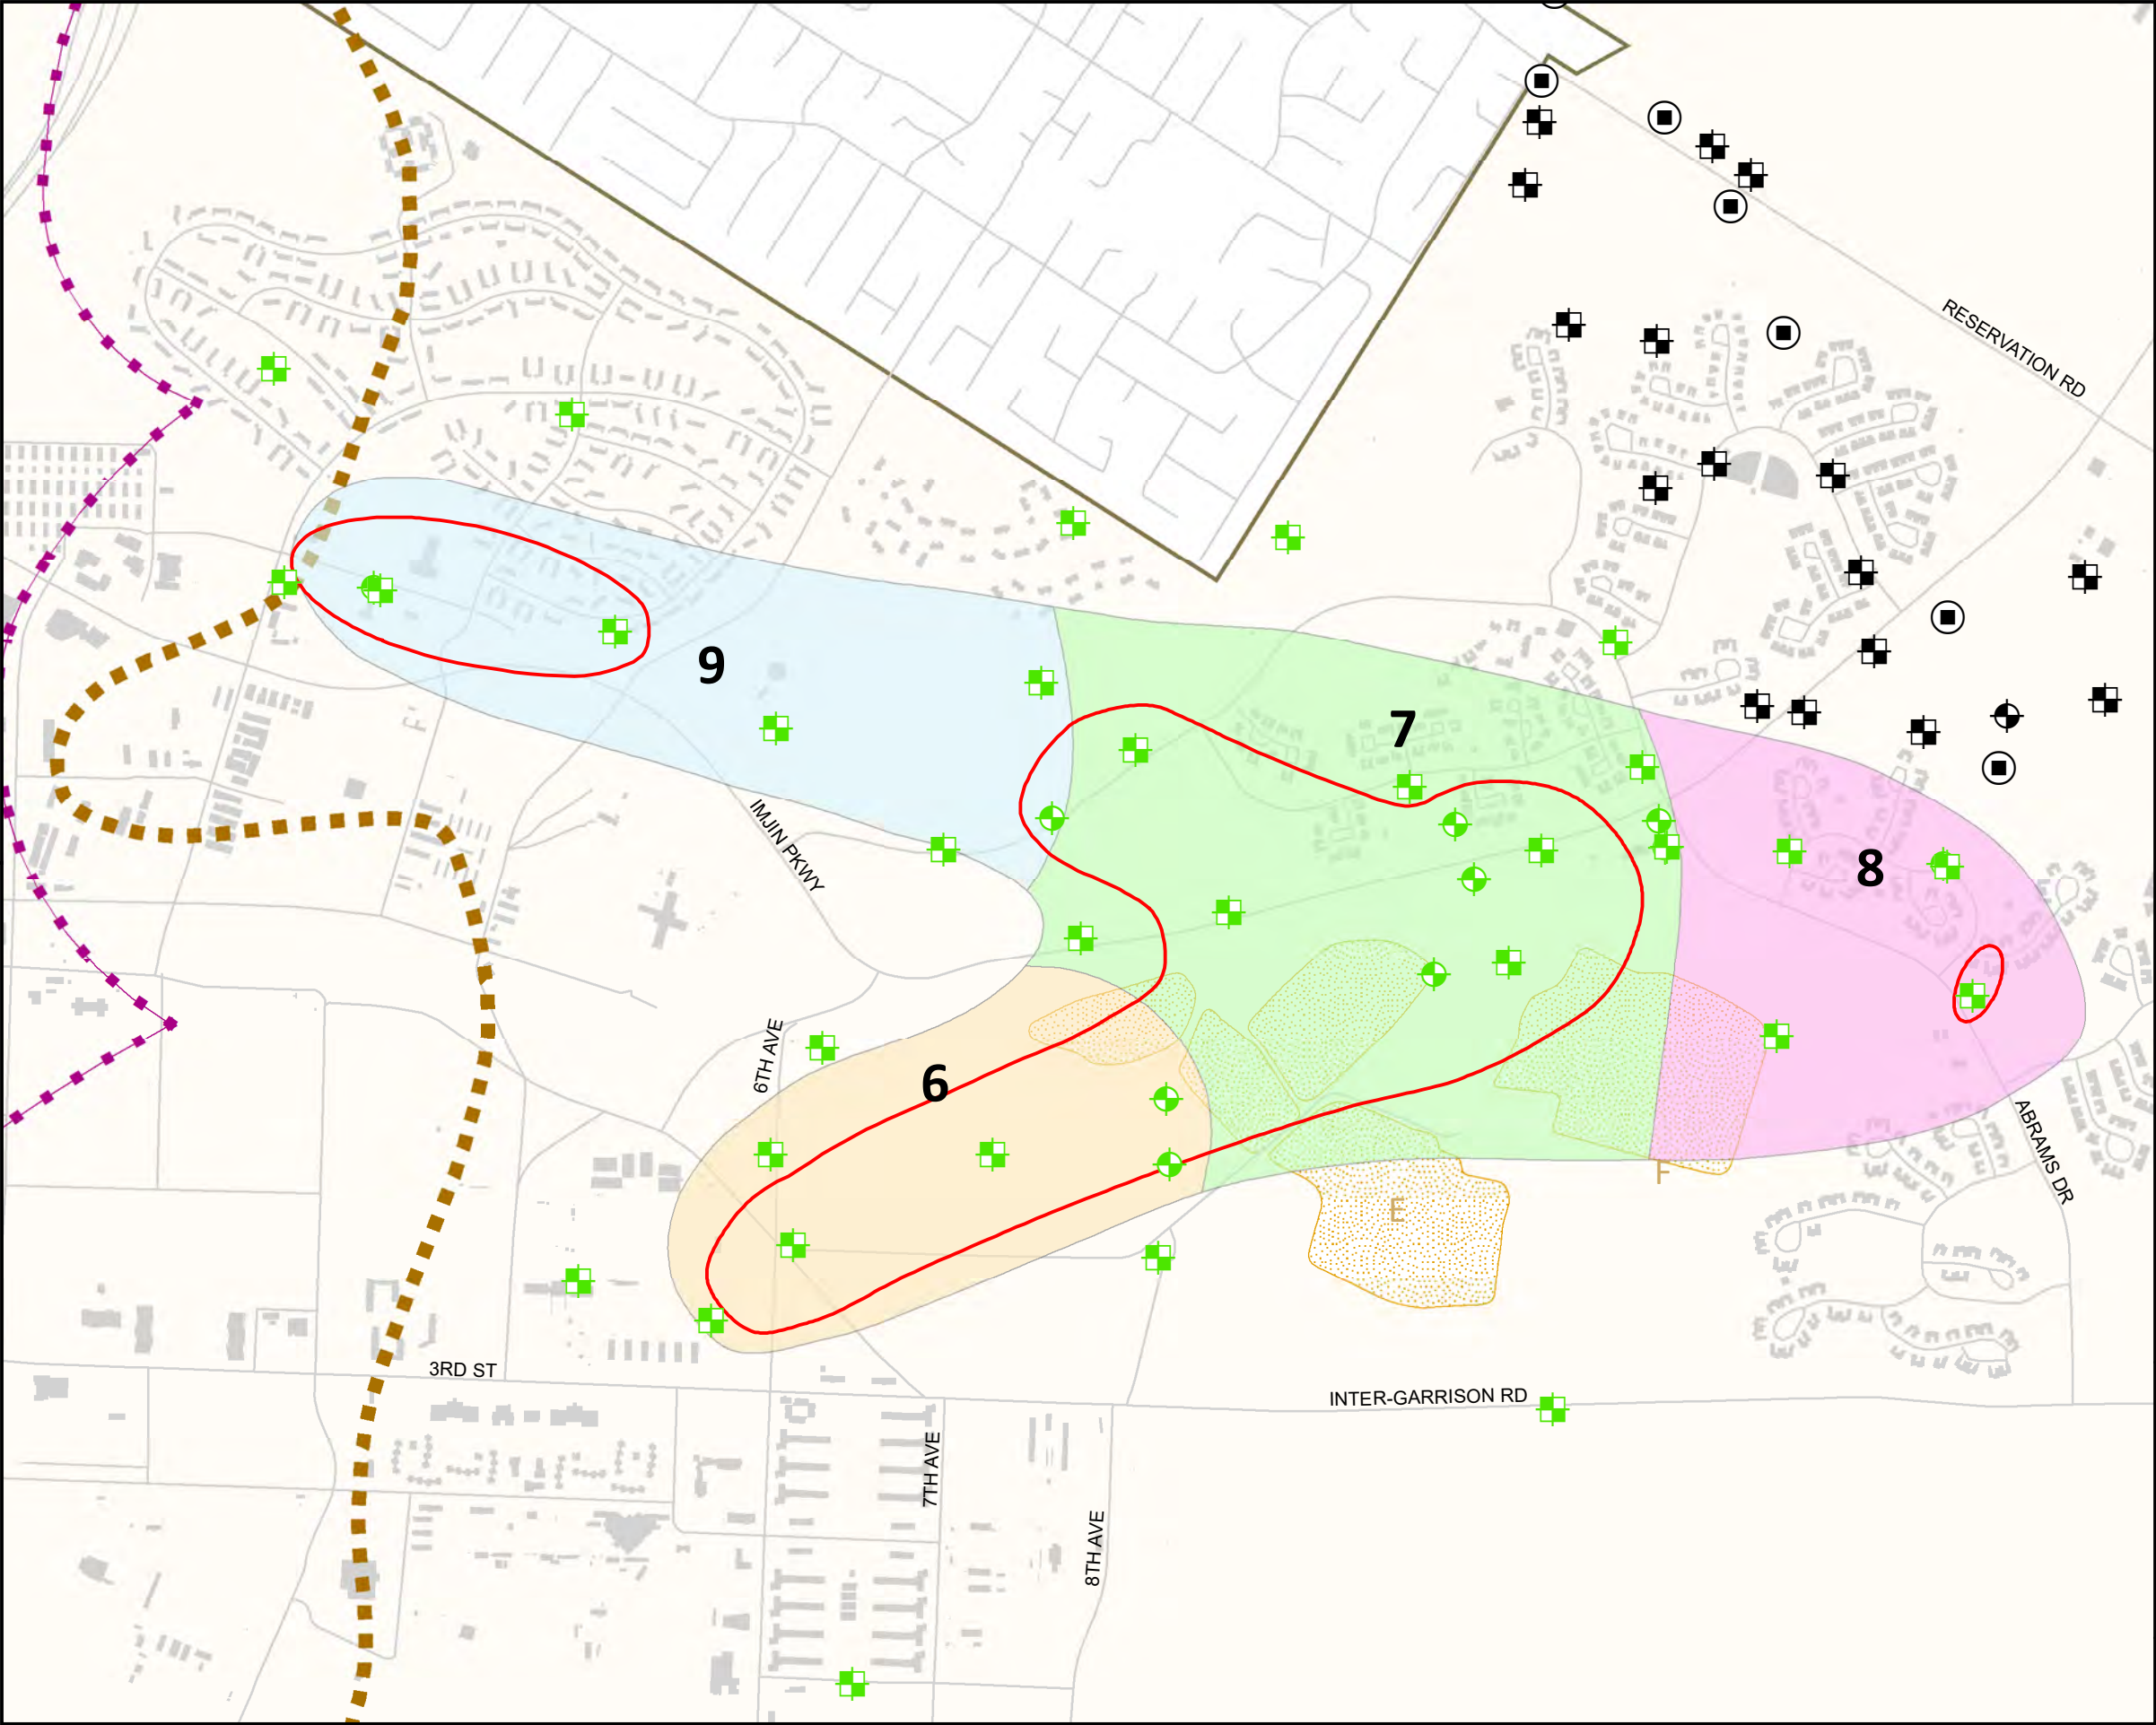 RESERVATION RD
9
7
IMJIN PKWY
8
6TH AVE
6
ABRAMS DR
F
E
3RD ST
INTER-GARRISON RD
7TH AVE
8TH AVE